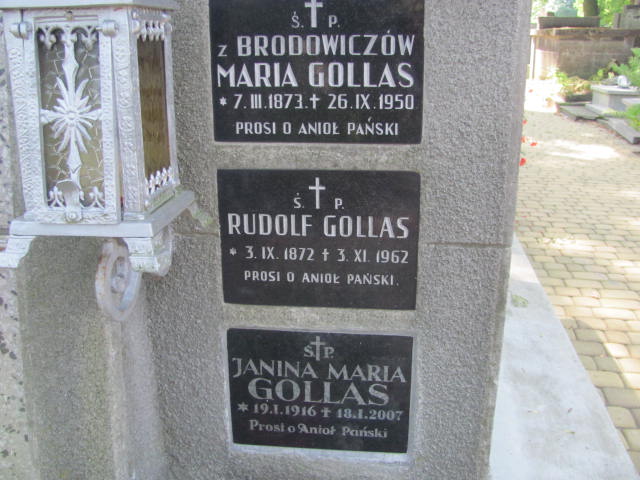 Ś. P.
Z BRODOWICZÓW
MARIA GOLLAS
* 7.III.1873. † 26.IX.1950
PROSI O ANIOŁ PAŃSKI
Ś. P.
RUDOLF GOLLAS
* 3.IX.1872 † 3.XI.1962
PROSI O ANIOŁ PAŃSKI.
ŚP.
JANINA MARIA
GOLLAS
*19.I.1916 † 18.I.2007
Prosi o Anioł Pański